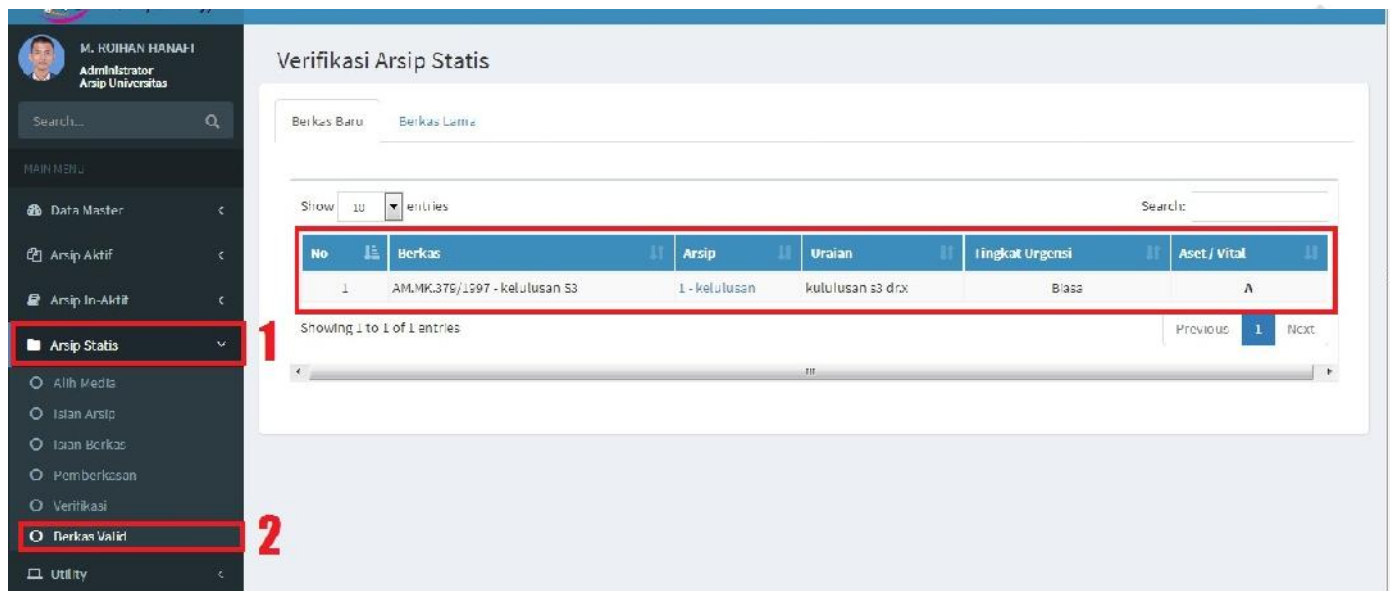 M. ROIHAN HANAFI
Administrator
Arsip Universitas
Search...
MAIN MENU
Data Master
Arsip Aktif
Arsip In-Aktif
Arsip Statis
1
Alih Media
Isian Arsip
Isian Berkas
Pemberkasan
Verifikasi
Berkas Valid
2
Utility
Verifikasi Arsip Statis
Berkas Baru Berkas Lama
Show 10 entries Search:
No Berkas Arsip Uraian Tingkat Urgensi Aset / Vital
1 AM.MK.379/1997 - kelulusan S3 1 - kelulusan kululusan s3 dr.x Biasa A
Showing 1 to 1 of 1 entries Previous 1 Next